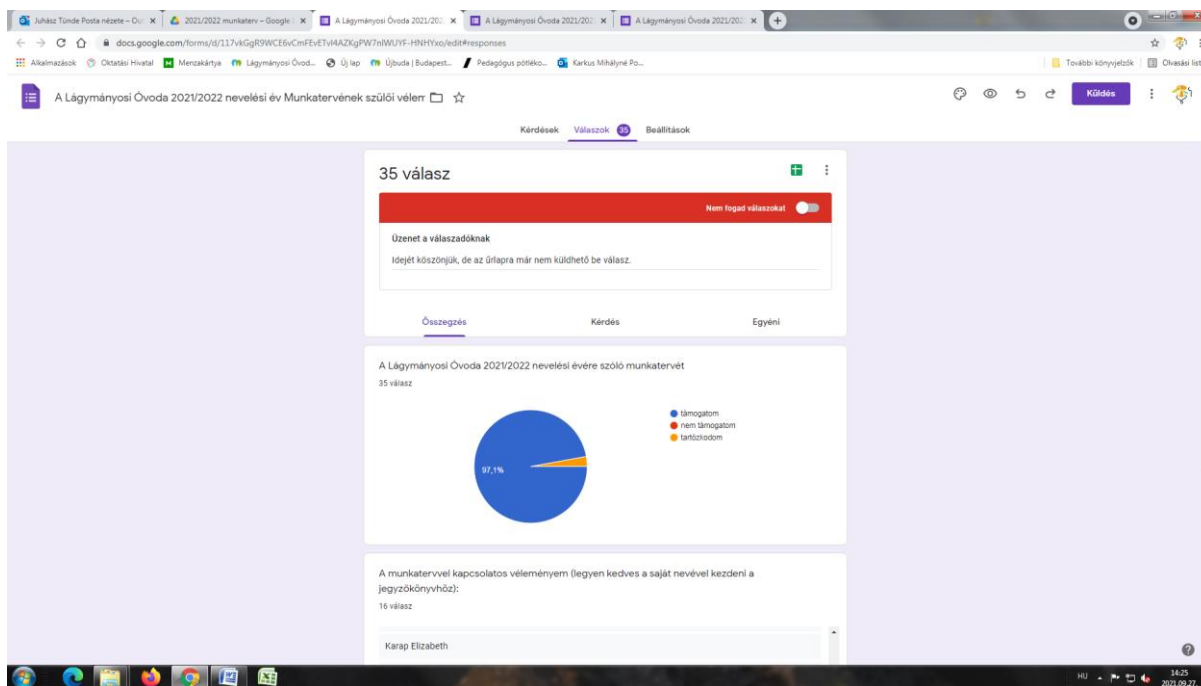 Juhász Tünde Posta nézete – Ou
2021/2022 munkaterv – Google
A Lágymányosi Óvoda 2021/202
A Lágymányosi Óvoda 2021/202
A Lágymányosi Óvoda 2021/202
docs.google.com/forms/d/
/edit#responses
Alkalmazások
Oktatási Hivatal
Menzakártya
Lágymányosi Óvod...
Új lap
Újbuda | Budapest...
Pedagógus pótléko...
Karkus Mihályné Po...
További könyvjelzők
Olvasási list
A Lágymányosi Óvoda 2021/2022 nevelési év Munkatervének szülői vélem
Küldés
Kérdések
Válaszok 35
Beállítások
35 válasz
Nem fogad válaszokat
Üzenet a válaszadóknak
Idejét köszönjük, de az űrlapra már nem küldhető be válasz.
Összegzés
Kérdés
Egyéni
A Lágymányosi Óvoda 2021/2022 nevelési évére szóló munkatervét
35 válasz
támogatom
nem támogatom
tartózkodom
97,1%
A munkatervvel kapcsolatos véleményem (legyen kedves a saját nevével kezdeni a
jegyzőkönyvhöz):
16 válasz
Karap Elizabeth
HU
14:25
2021.09.27.